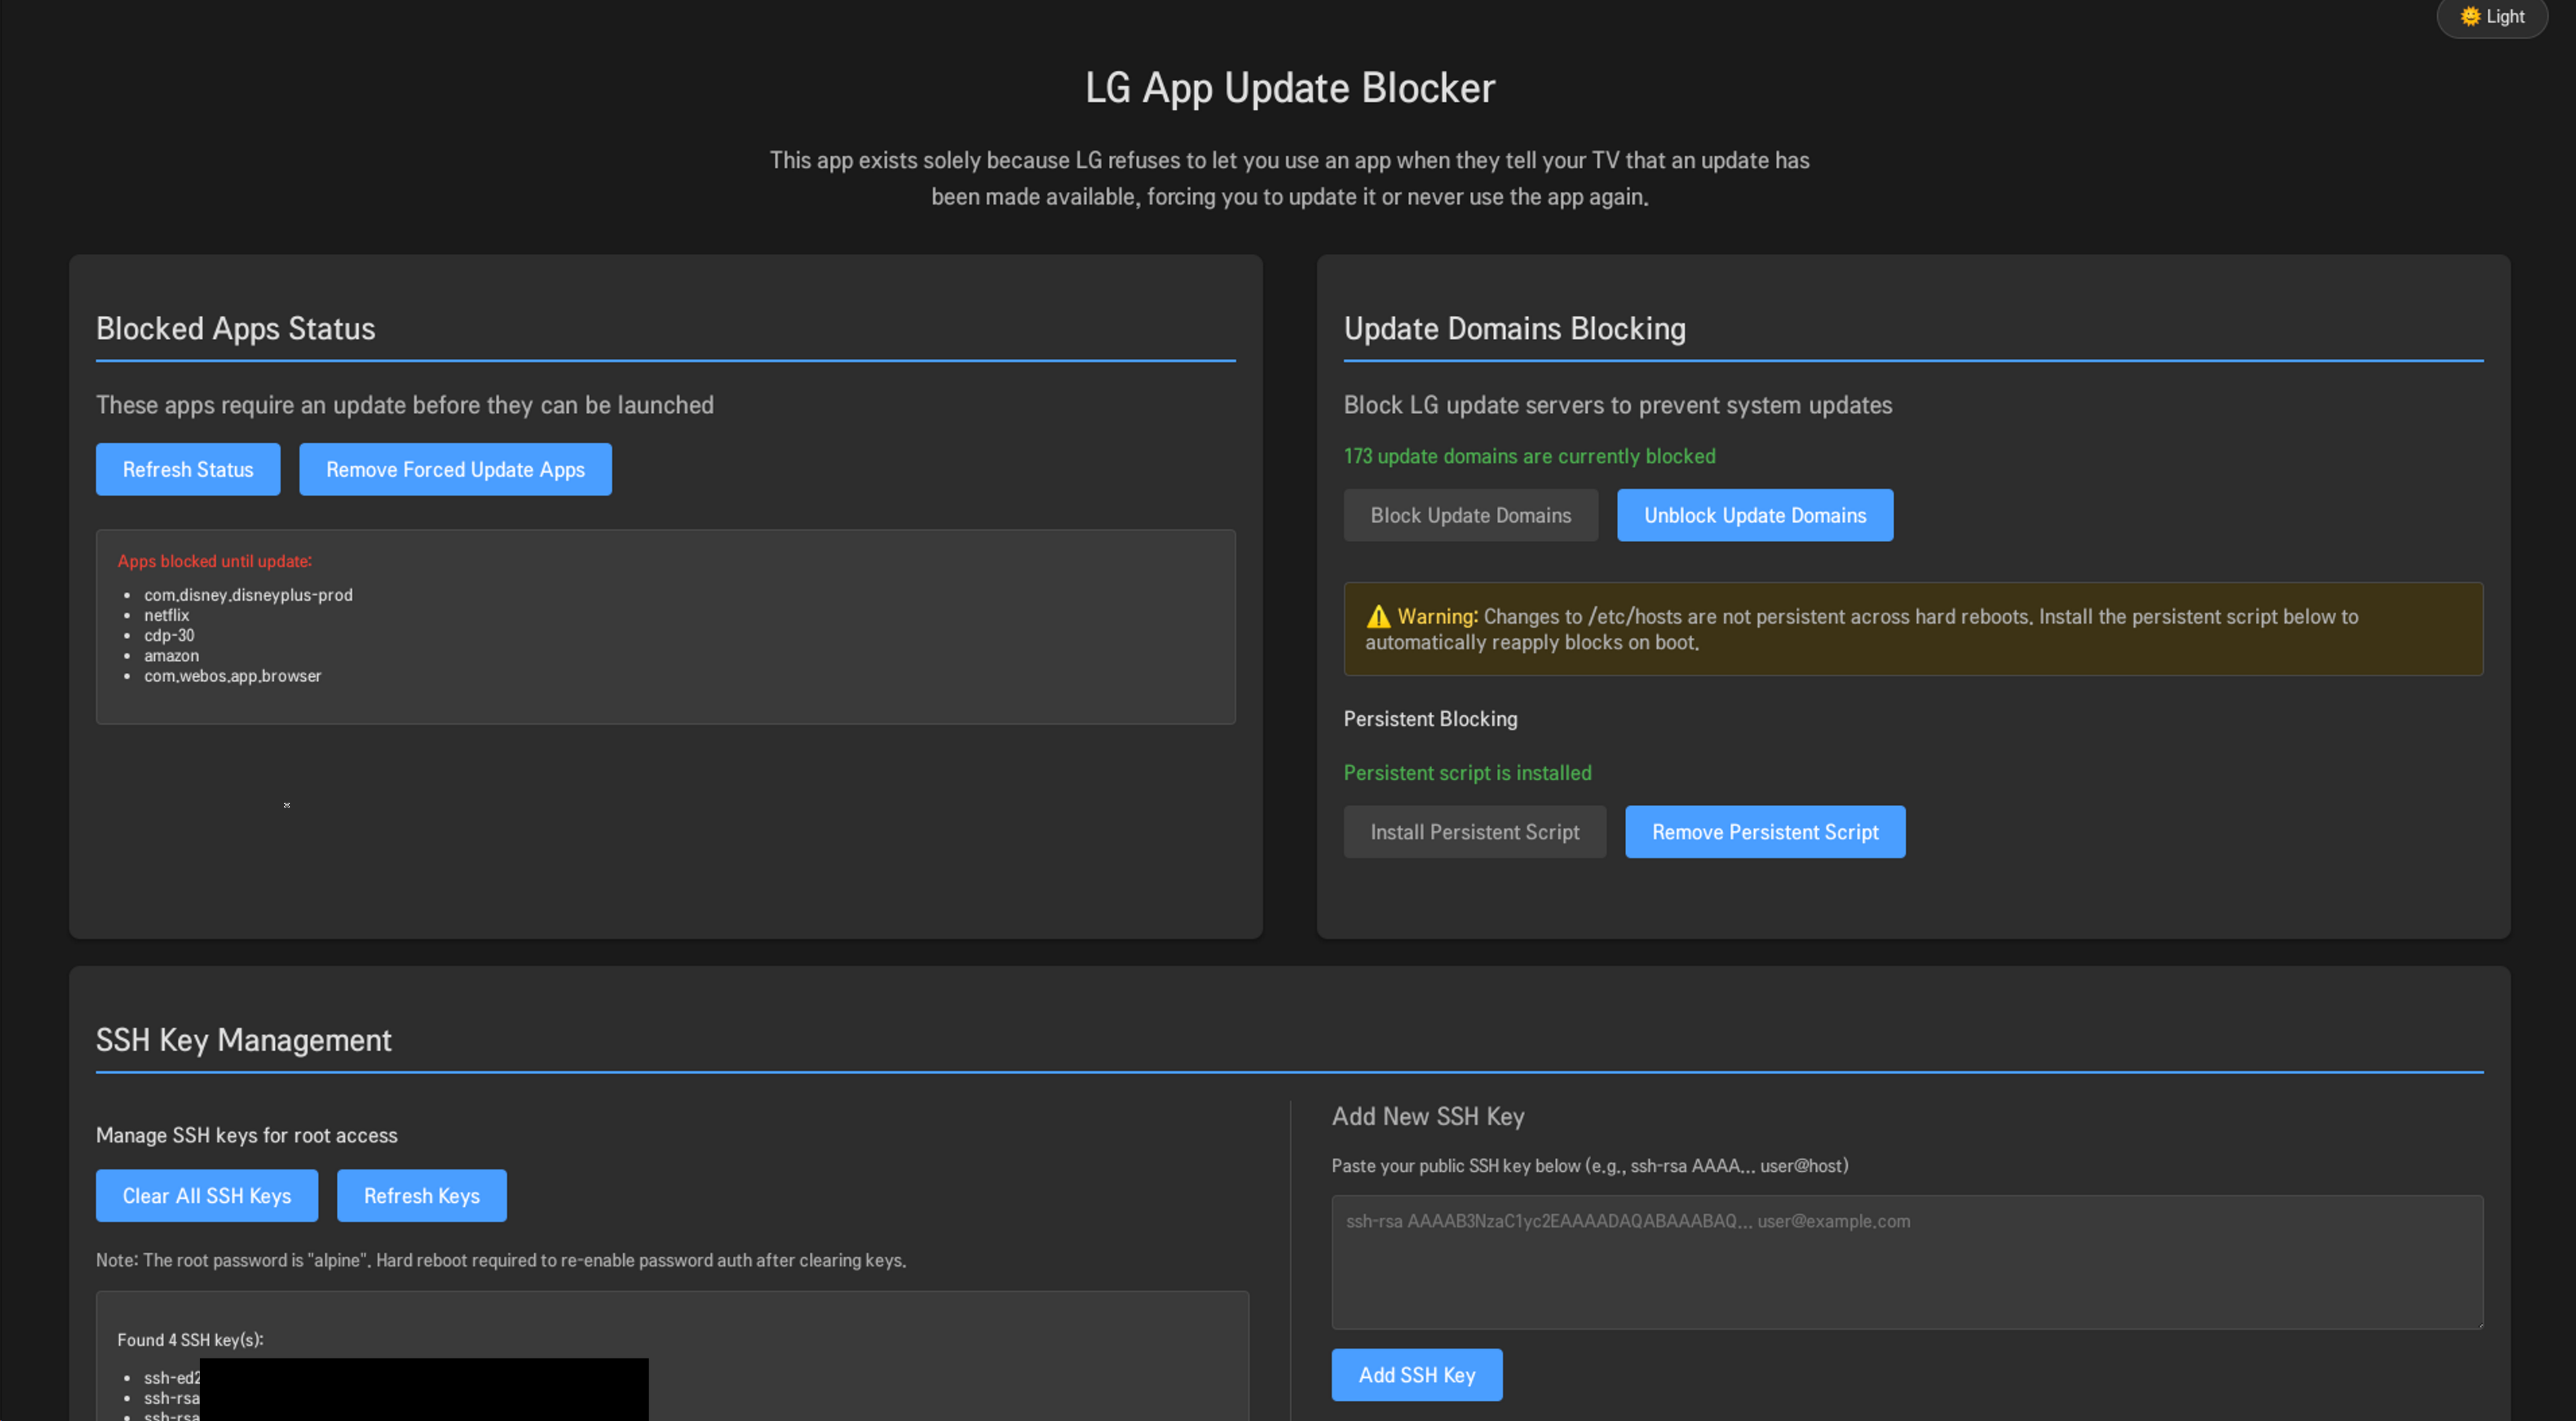 🌞 Light
LG App Update Blocker
This app exists solely because LG refuses to let you use an app when they tell your TV that an update has
been made available, forcing you to update it or never use the app again.
Blocked Apps Status
These apps require an update before they can be launched
Refresh Status
Remove Forced Update Apps
Apps blocked until update:
• com.disney.disneyplus-prod
• netflix
• cdp-30
• amazon
• com.webos.app.browser
Update Domains Blocking
Block LG update servers to prevent system updates
173 update domains are currently blocked
Block Update Domains
Unblock Update Domains
⚠️ Warning: Changes to /etc/hosts are not persistent across hard reboots. Install the persistent script below to
automatically reapply blocks on boot.
Persistent Blocking
Persistent script is installed
Install Persistent Script
Remove Persistent Script
SSH Key Management
Manage SSH keys for root access
Clear All SSH Keys
Refresh Keys
Note: The root password is "alpine". Hard reboot required to re-enable password auth after clearing keys.
Found 4 SSH key(s):
• ssh-ed2
• ssh-rsa
• ssh-rsa
Add New SSH Key
Paste your public SSH key below (e.g., ssh-rsa AAAA... user@host)
ssh-rsa AAAAB3NzaC1yc2EAAAADAQABAAABAQ... user@example.com
Add SSH Key